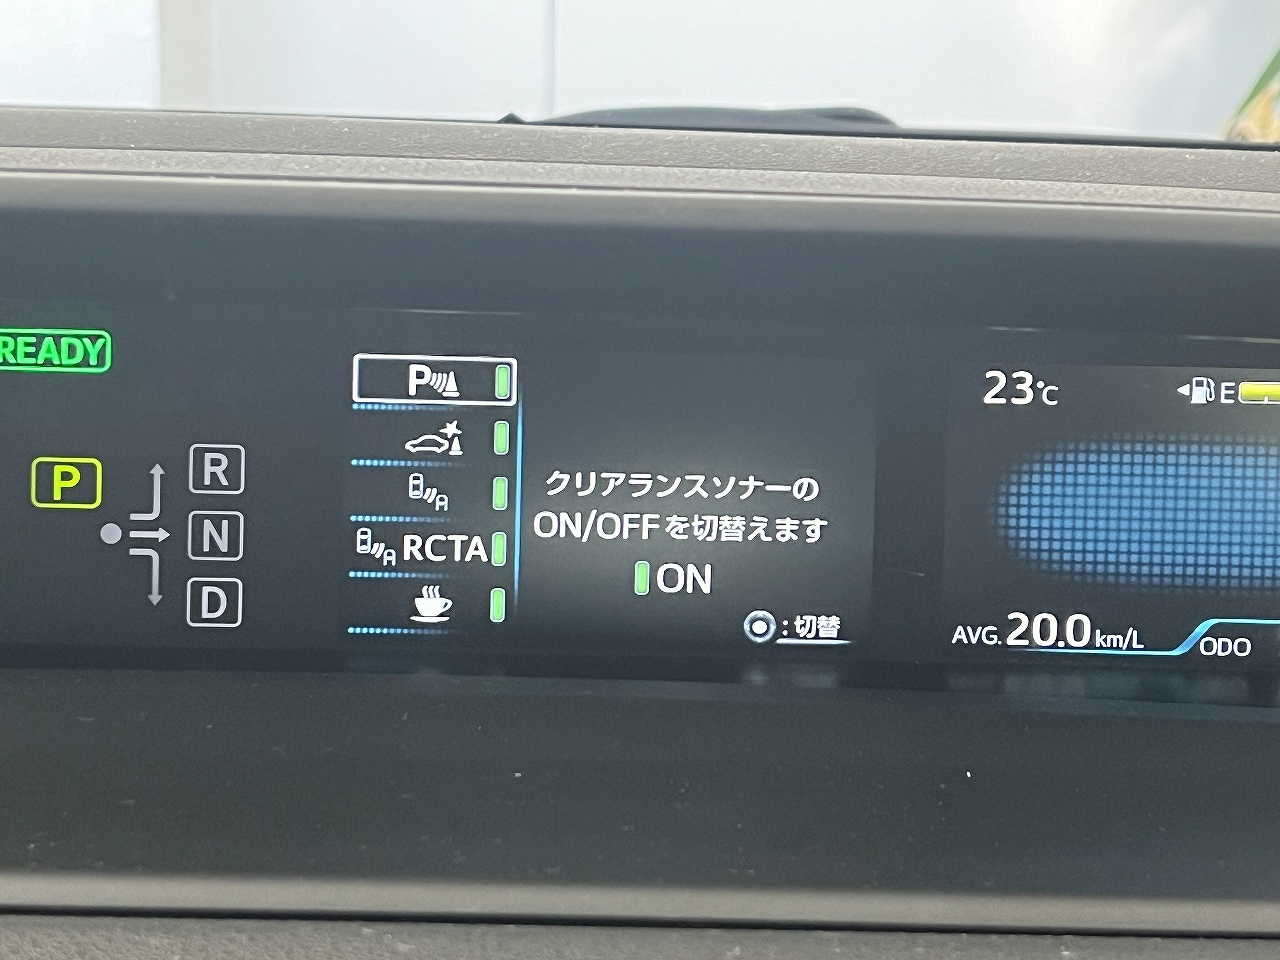 READY
P
R
N
D
P
RCTA
クリアランスソナーの
ON/OFFを切替えます
ON
:切替
23℃
E
AVG.20.0km/L
ODO